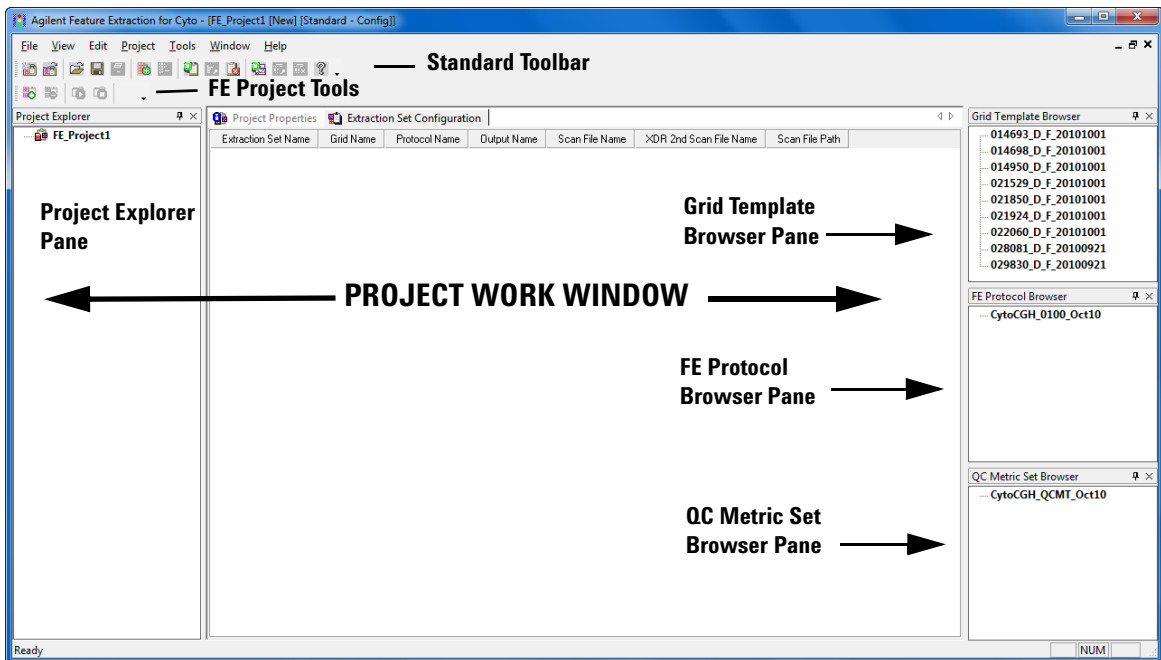 Agilent Feature Extraction for Cyto - [FE_Project1 [New] [Standard - Config]]
File View Edit Project Tools Window Help
Standard Toolbar
FE Project Tools
Project Explorer
FE_Project1
Project Explorer
Pane
Project Properties Extraction Set Configuration
Extraction Set Name Grid Name Protocol Name Output Name Scan File Name XDR 2nd Scan File Name Scan File Path
Grid Template
Browser Pane
PROJECT WORK WINDOW
FE Protocol
Browser Pane
QC Metric Set
Browser Pane
Grid Template Browser
014693_D_F_20101001
014698_D_F_20101001
014950_D_F_20101001
021529_D_F_20101001
021850_D_F_20101001
021924_D_F_20101001
022060_D_F_20101001
028081_D_F_20100921
029830_D_F_20100921
FE Protocol Browser
CytoCGH_0100_Oct10
QC Metric Set Browser
CytoCGH_QCMT_Oct10
Ready
NUM